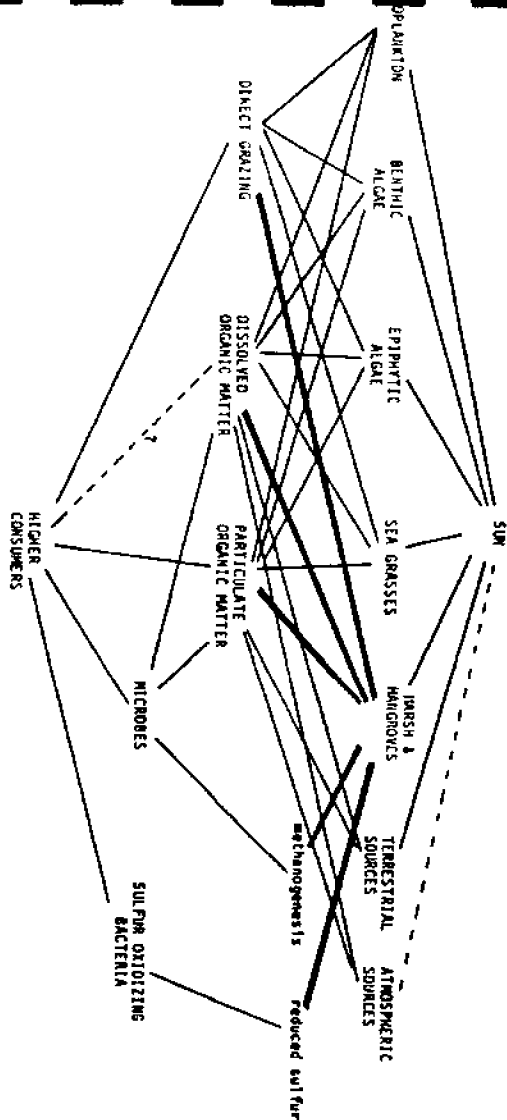 SUN
OPLANKTON
BENTHIC
ALGAE
EPIPHYTIC
ALGAE
SEA GRASSES
MARSH &
MANGROVES
TERRESTRIAL
SOURCES
ATMOSPHERIC
SOURCES
DIRECT GRAZING
DISSOLVED
ORGANIC MATTER
PARTICULATE
ORGANIC MATTER
methanogenesis
reduced sulfur
?
MICROBES
SULFUR OXIDIZING
BACTERIA
HIGHER
CONSUMERS